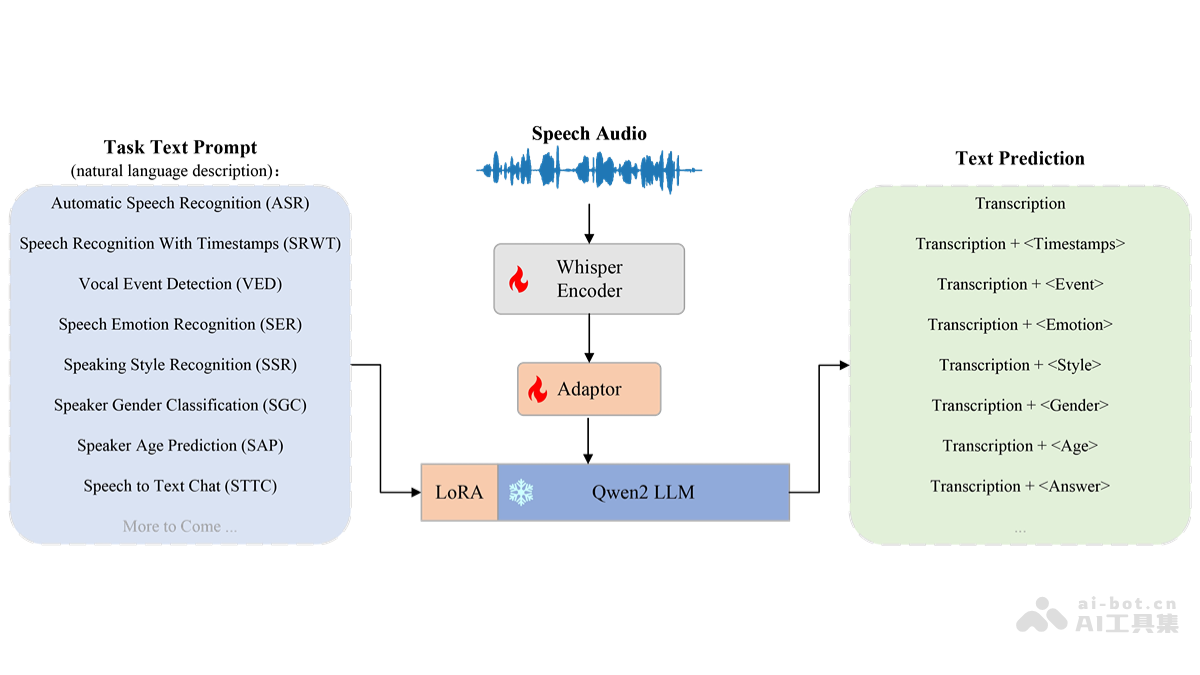 Task Text Prompt
(natural language description)：
Automatic Speech Recognition (ASR)
Speech Recognition With Timestamps (SRWT)
Vocal Event Detection (VED)
Speech Emotion Recognition (SER)
Speaking Style Recognition (SSR)
Speaker Gender Classification (SGC)
Speaker Age Prediction (SAP)
Speech to Text Chat (STTC)
More to Come ...
Speech Audio
Whisper
Encoder
Adaptor
LoRA
Qwen2 LLM
Text Prediction
Transcription
Transcription + <Timestamps>
Transcription + <Event>
Transcription + <Emotion>
Transcription + <Style>
Transcription + <Gender>
Transcription + <Age>
Transcription + <Answer>
...
ai-bot.cn
AI工具集